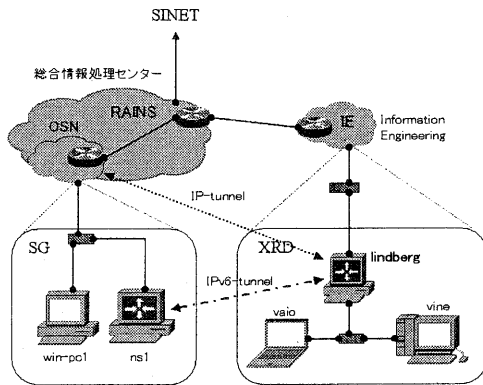 SINET
総合情報処理センター
RAINS
OSN
IE
Information
Engineering
IP-tunnel
SG
XRD
lindberg
IPv6-tunnel
vaio
vine
win-pc1
ns1